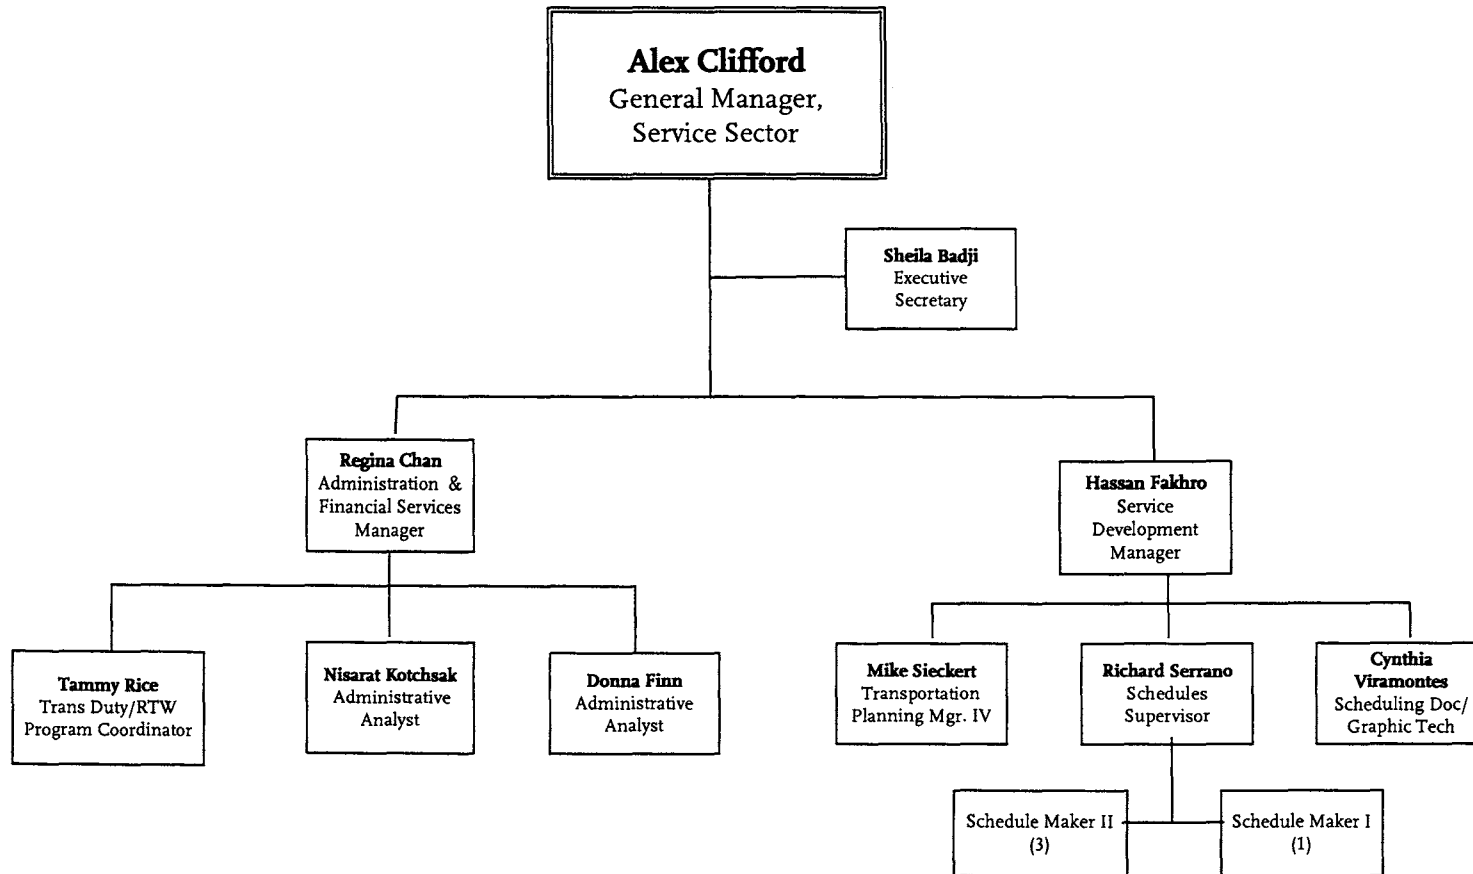 Alex Clifford
General Manager,
Service Sector
Sheila Badji
Executive
Secretary
Regina Chan
Administration &
Financial Services
Manager
Hassan Fakhro
Service
Development
Manager
Tammy Rice
Trans Duty/RTW
Program Coordinator
Nisarat Kotchsak
Administrative
Analyst
Donna Finn
Administrative
Analyst
Mike Sieckert
Transportation
Planning Mgr. IV
Richard Serrano
Schedules
Supervisor
Cynthia
Viramontes
Scheduling Doc/
Graphic Tech
Schedule Maker II
(3)
Schedule Maker I
(1)